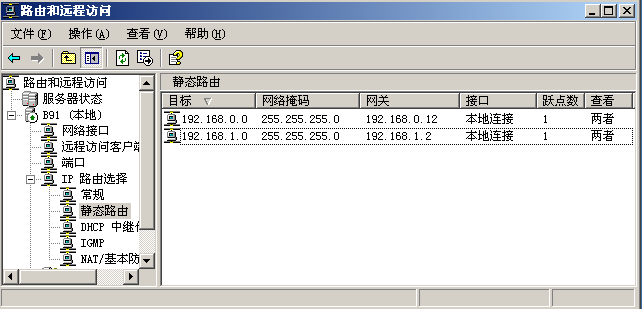 路由和远程访问
文件(F) 操作(A) 查看(V) 帮助(H)
路由和远程访问
服务器状态
B91 (本地)
网络接口
远程访问客户端
端口
IP 路由选择
常规
静态路由
DHCP 中继
IGMP
NAT/基本防
静态路由
目标 网络掩码 网关 接口 跃点数 查看
192.168.0.0 255.255.255.0 192.168.0.12 本地连接 1 两者
192.168.1.0 255.255.255.0 192.168.1.2 本地连接 1 两者